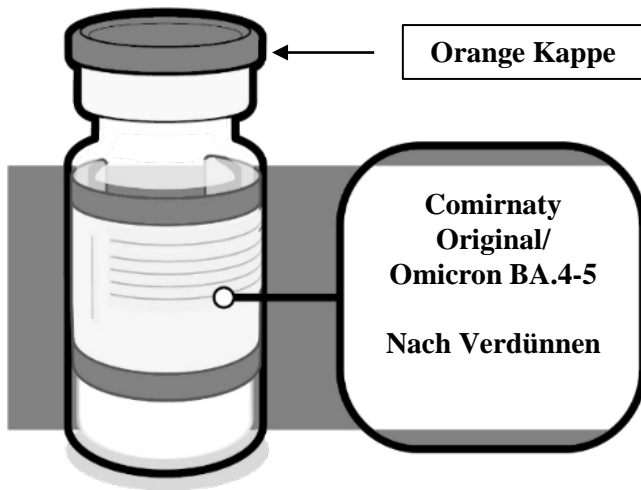 Orange Kappe
Comirnaty
Original/
Omicron BA.4-5
Nach Verdünnen